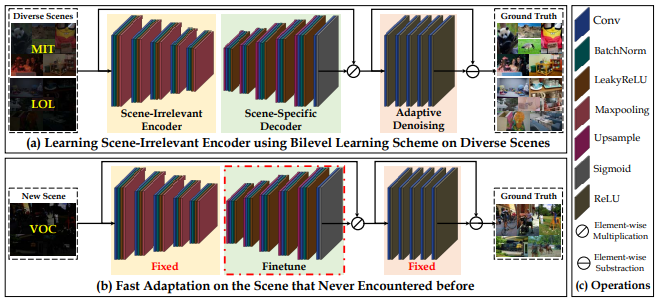 Diverse Scenes
MIT
LOL
Scene-Irrelevant
Encoder
Scene-Specific
Decoder
Adaptive
Denoising
Ground Truth
(a) Learning Scene-Irrelevant Encoder using Bilevel Learning Scheme on Diverse Scenes
New Scene
VOC
Fixed
Finetune
Fixed
Ground Truth
(b) Fast Adaptation on the Scene that Never Encountered before
Conv
BatchNorm
LeakyReLU
Maxpooling
Upsample
Sigmoid
ReLU
Element-wise
Multiplication
Element-wise
Substraction
(c) Operations